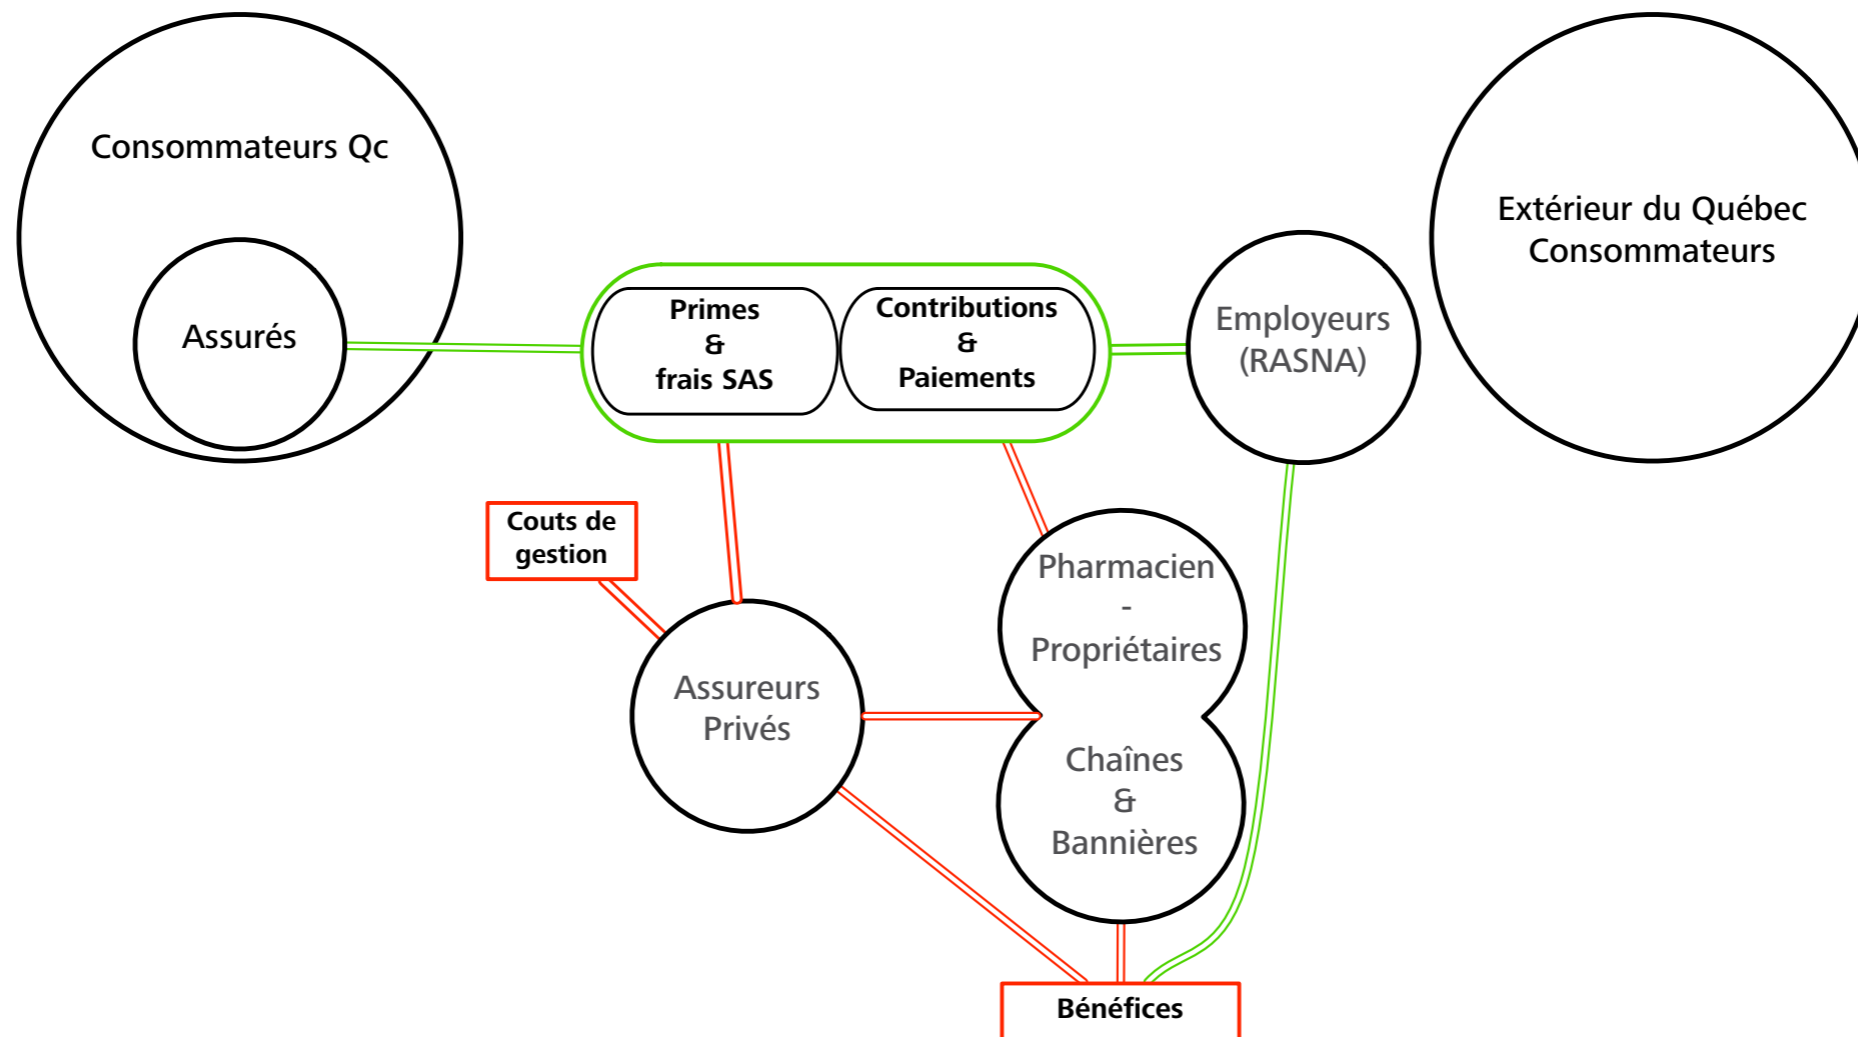 Consommateurs Qc
Assurés
Primes
&
frais SAS
Contributions
&
Paiements
Employeurs
(RASNA)
Extérieur du Québec
Consommateurs
Couts de
gestion
Assureurs
Privés
Pharmacien
-
Propriétaires
Chaînes
&
Bannières
Bénéfices